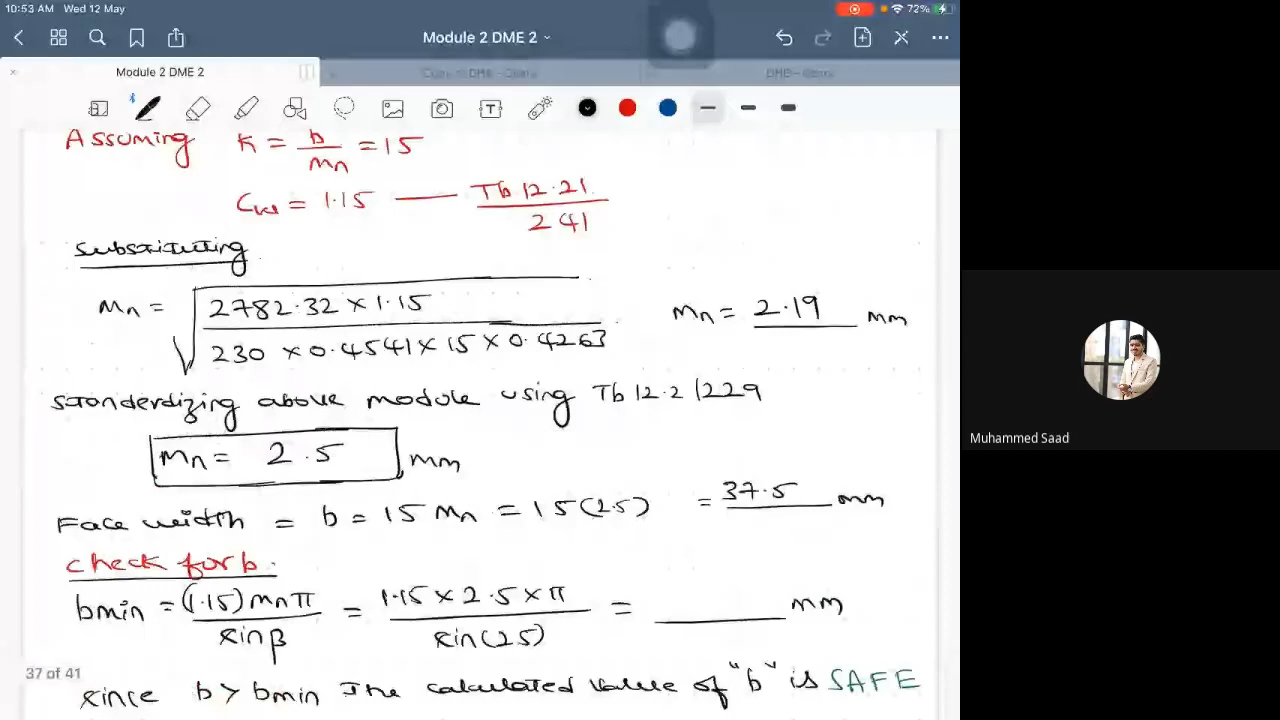 10:53 AM Wed 12 May
72%
Module 2 DME 2
Module 2 DME 2
Assuming K = b / mn = 15
Cw = 1.15 — Tb 12.21 / 241
substituting
mn = √ 2782.32 × 1.15 / 230 × 0.4541 × 15 × 0.4263 mn = 2.19 mm
standerdizing above module using Tb 12.2 /229
mn = 2.5 mm
Face width = b = 15 mn = 15(2.5) = 37.5 mm
check for b.
bmin = (1.15) mn π / sin β = 1.15 × 2.5 × π / sin(25) = ______ mm
37 of 41
since b > bmin The calculated value of "b" is SAFE
Muhammed Saad